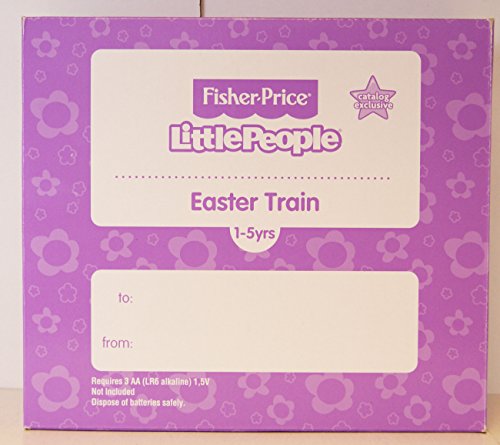 Fisher-Price
catalog
exclusive
LittlePeople®
Easter Train
1-5yrs
to:
from:
Requires 3 AA (LR6 alkaline) 1,5V
Not included
Dispose of batteries safely.